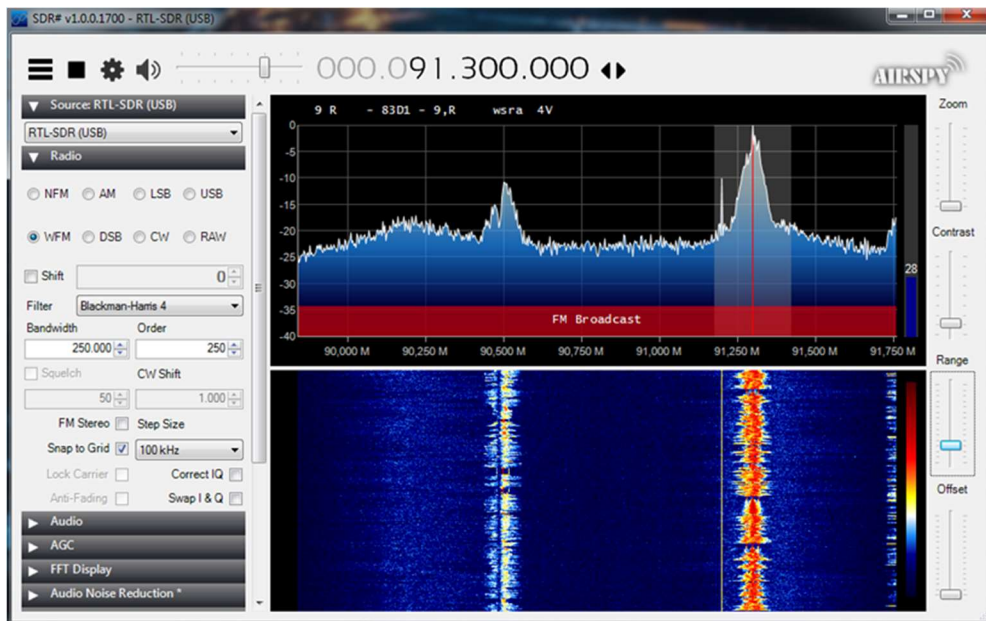 SDR# v1.0.0.1700 - RTL-SDR (USB)
000.091.300.000
AIRSPY
Source: RTL-SDR (USB)
RTL-SDR (USB)
Radio
NFM AM LSB USB
WFM DSB CW RAW
Shift 0
Filter Blackman-Harris 4
Bandwidth Order
250.000 250
Squelch CW Shift
50 1.000
FM Stereo Step Size
Snap to Grid 100 kHz
Lock Carrier Correct IQ
Anti-Fading Swap I & Q
Audio
AGC
FFT Display
Audio Noise Reduction *
9 R - 83D1 - 9,R wsra 4V
0
-5
-10
-15
-20
-25
-30
-35
-40
28
FM Broadcast
90,000 M 90,250 M 90,500 M 90,750 M 91,000 M 91,250 M 91,500 M 91,750 M
Zoom
Contrast
Range
Offset